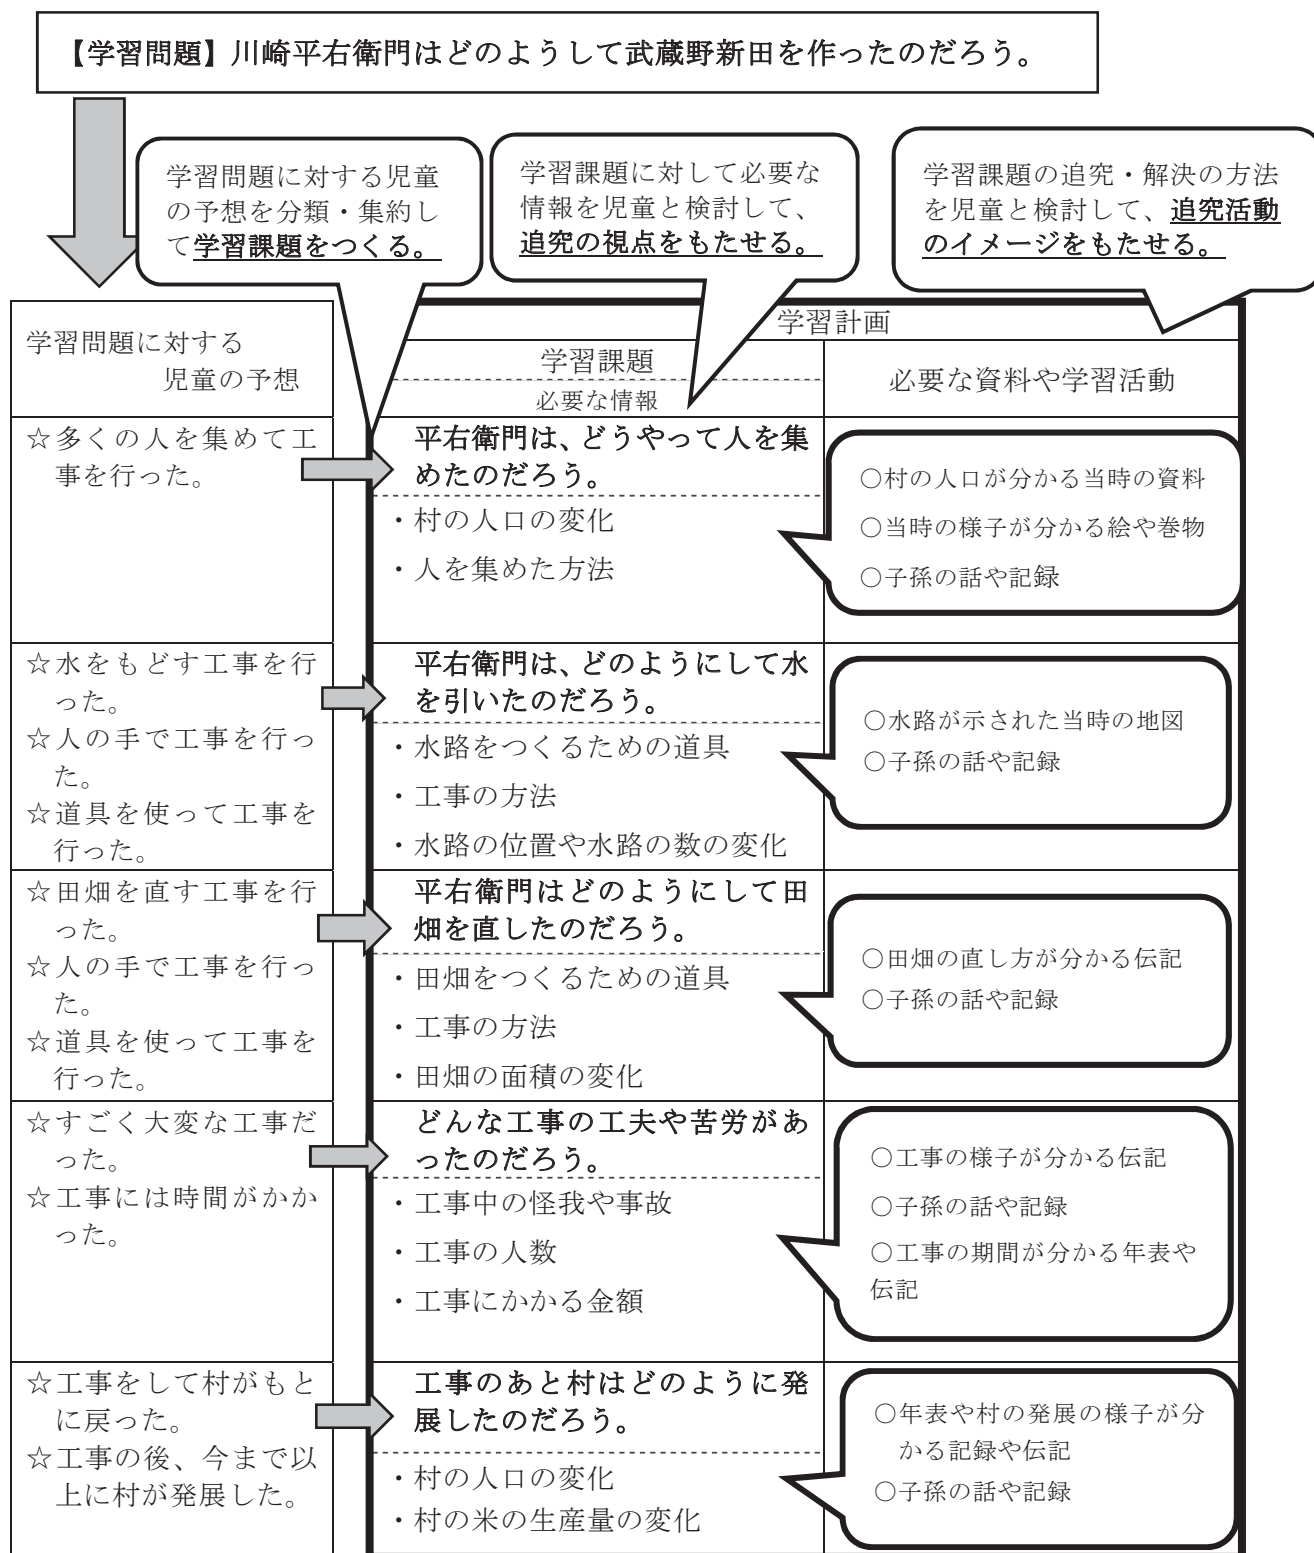 【学習問題】川崎平右衛門はどのようして武蔵野新田を作ったのだろう。
学習問題に対する児童
の予想を分類・集約し
て学習課題をつくる。
学習課題に対して必要な
情報を児童と検討して、
追究の視点をもたせる。
学習課題の追究・解決の方法
を児童と検討して、追究活動
のイメージをもたせる。
学習問題に対する
児童の予想
学習計画
学習課題
必要な情報
必要な資料や学習活動
☆多くの人を集めて工
事を行った。
平右衛門は、どうやって人を集
めたのだろう。
・村の人口の変化
・人を集めた方法
○村の人口が分かる当時の資料
○当時の様子が分かる絵や巻物
○子孫の話や記録
☆水をもどす工事を行
った。
☆人の手で工事を行っ
た。
☆道具を使って工事を
行った。
平右衛門は、どのようにして水
を引いたのだろう。
・水路をつくるための道具
・工事の方法
・水路の位置や水路の数の変化
○水路が示された当時の地図
○子孫の話や記録
☆田畑を直す工事を行
った。
☆人の手で工事を行っ
た。
☆道具を使って工事を
行った。
平右衛門はどのようにして田
畑を直したのだろう。
・田畑をつくるための道具
・工事の方法
・田畑の面積の変化
○田畑の直し方が分かる伝記
○子孫の話や記録
☆すごく大変な工事だ
った。
☆工事には時間がかか
った。
どんな工事の工夫や苦労があ
ったのだろう。
・工事中の怪我や事故
・工事の人数
・工事にかかる金額
○工事の様子が分かる伝記
○子孫の話や記録
○工事の期間が分かる年表や
伝記
☆工事をして村がもと
に戻った。
☆工事の後、今まで以
上に村が発展した。
工事のあと村はどのように発
展したのだろう。
・村の人口の変化
・村の米の生産量の変化
○年表や村の発展の様子が分
かる記録や伝記
○子孫の話や記録